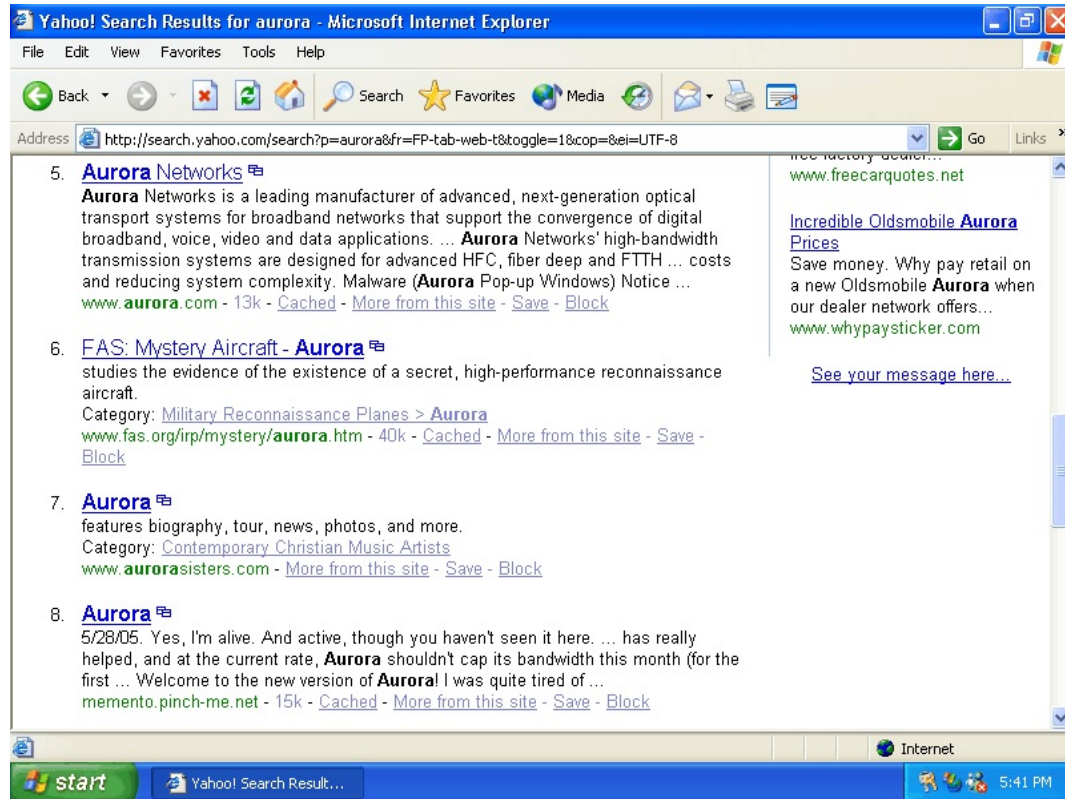 Yahoo! Search Results for aurora - Microsoft Internet Explorer
File Edit View Favorites Tools Help
Back Search Favorites Media
Address http://search.yahoo.com/search?p=aurora&fr=FP-tab-web-t&toggle=1&cop=&ei=UTF-8 Go Links »
5. Aurora Networks
Aurora Networks is a leading manufacturer of advanced, next-generation optical
transport systems for broadband networks that support the convergence of digital
broadband, voice, video and data applications. ... Aurora Networks' high-bandwidth
transmission systems are designed for advanced HFC, fiber deep and FTTH ... costs
and reducing system complexity. Malware (Aurora Pop-up Windows) Notice ...
www.aurora.com - 13k - Cached - More from this site - Save - Block
6. FAS: Mystery Aircraft - Aurora
studies the evidence of the existence of a secret, high-performance reconnaissance
aircraft.
Category: Military Reconnaissance Planes > Aurora
www.fas.org/irp/mystery/aurora.htm - 40k - Cached - More from this site - Save -
Block
7. Aurora
features biography, tour, news, photos, and more.
Category: Contemporary Christian Music Artists
www.aurorasisters.com - More from this site - Save - Block
8. Aurora
5/28/05. Yes, I'm alive. And active, though you haven't seen it here. ... has really
helped, and at the current rate, Aurora shouldn't cap its bandwidth this month (for the
first ... Welcome to the new version of Aurora! I was quite tired of ...
memento.pinch-me.net - 15k - Cached - More from this site - Save - Block
free factory dealer...
www.freecarquotes.net
Incredible Oldsmobile Aurora
Prices
Save money. Why pay retail on
a new Oldsmobile Aurora when
our dealer network offers...
www.whypaysticker.com
See your message here...
Internet
start Yahoo! Search Result... 5:41 PM